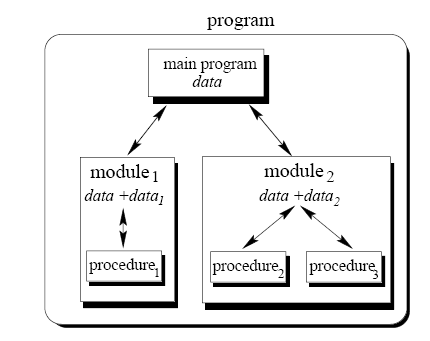 program
main program
data
module₁
module₂
data +data₁
data +data₂
procedure₁
procedure₂
procedure₃